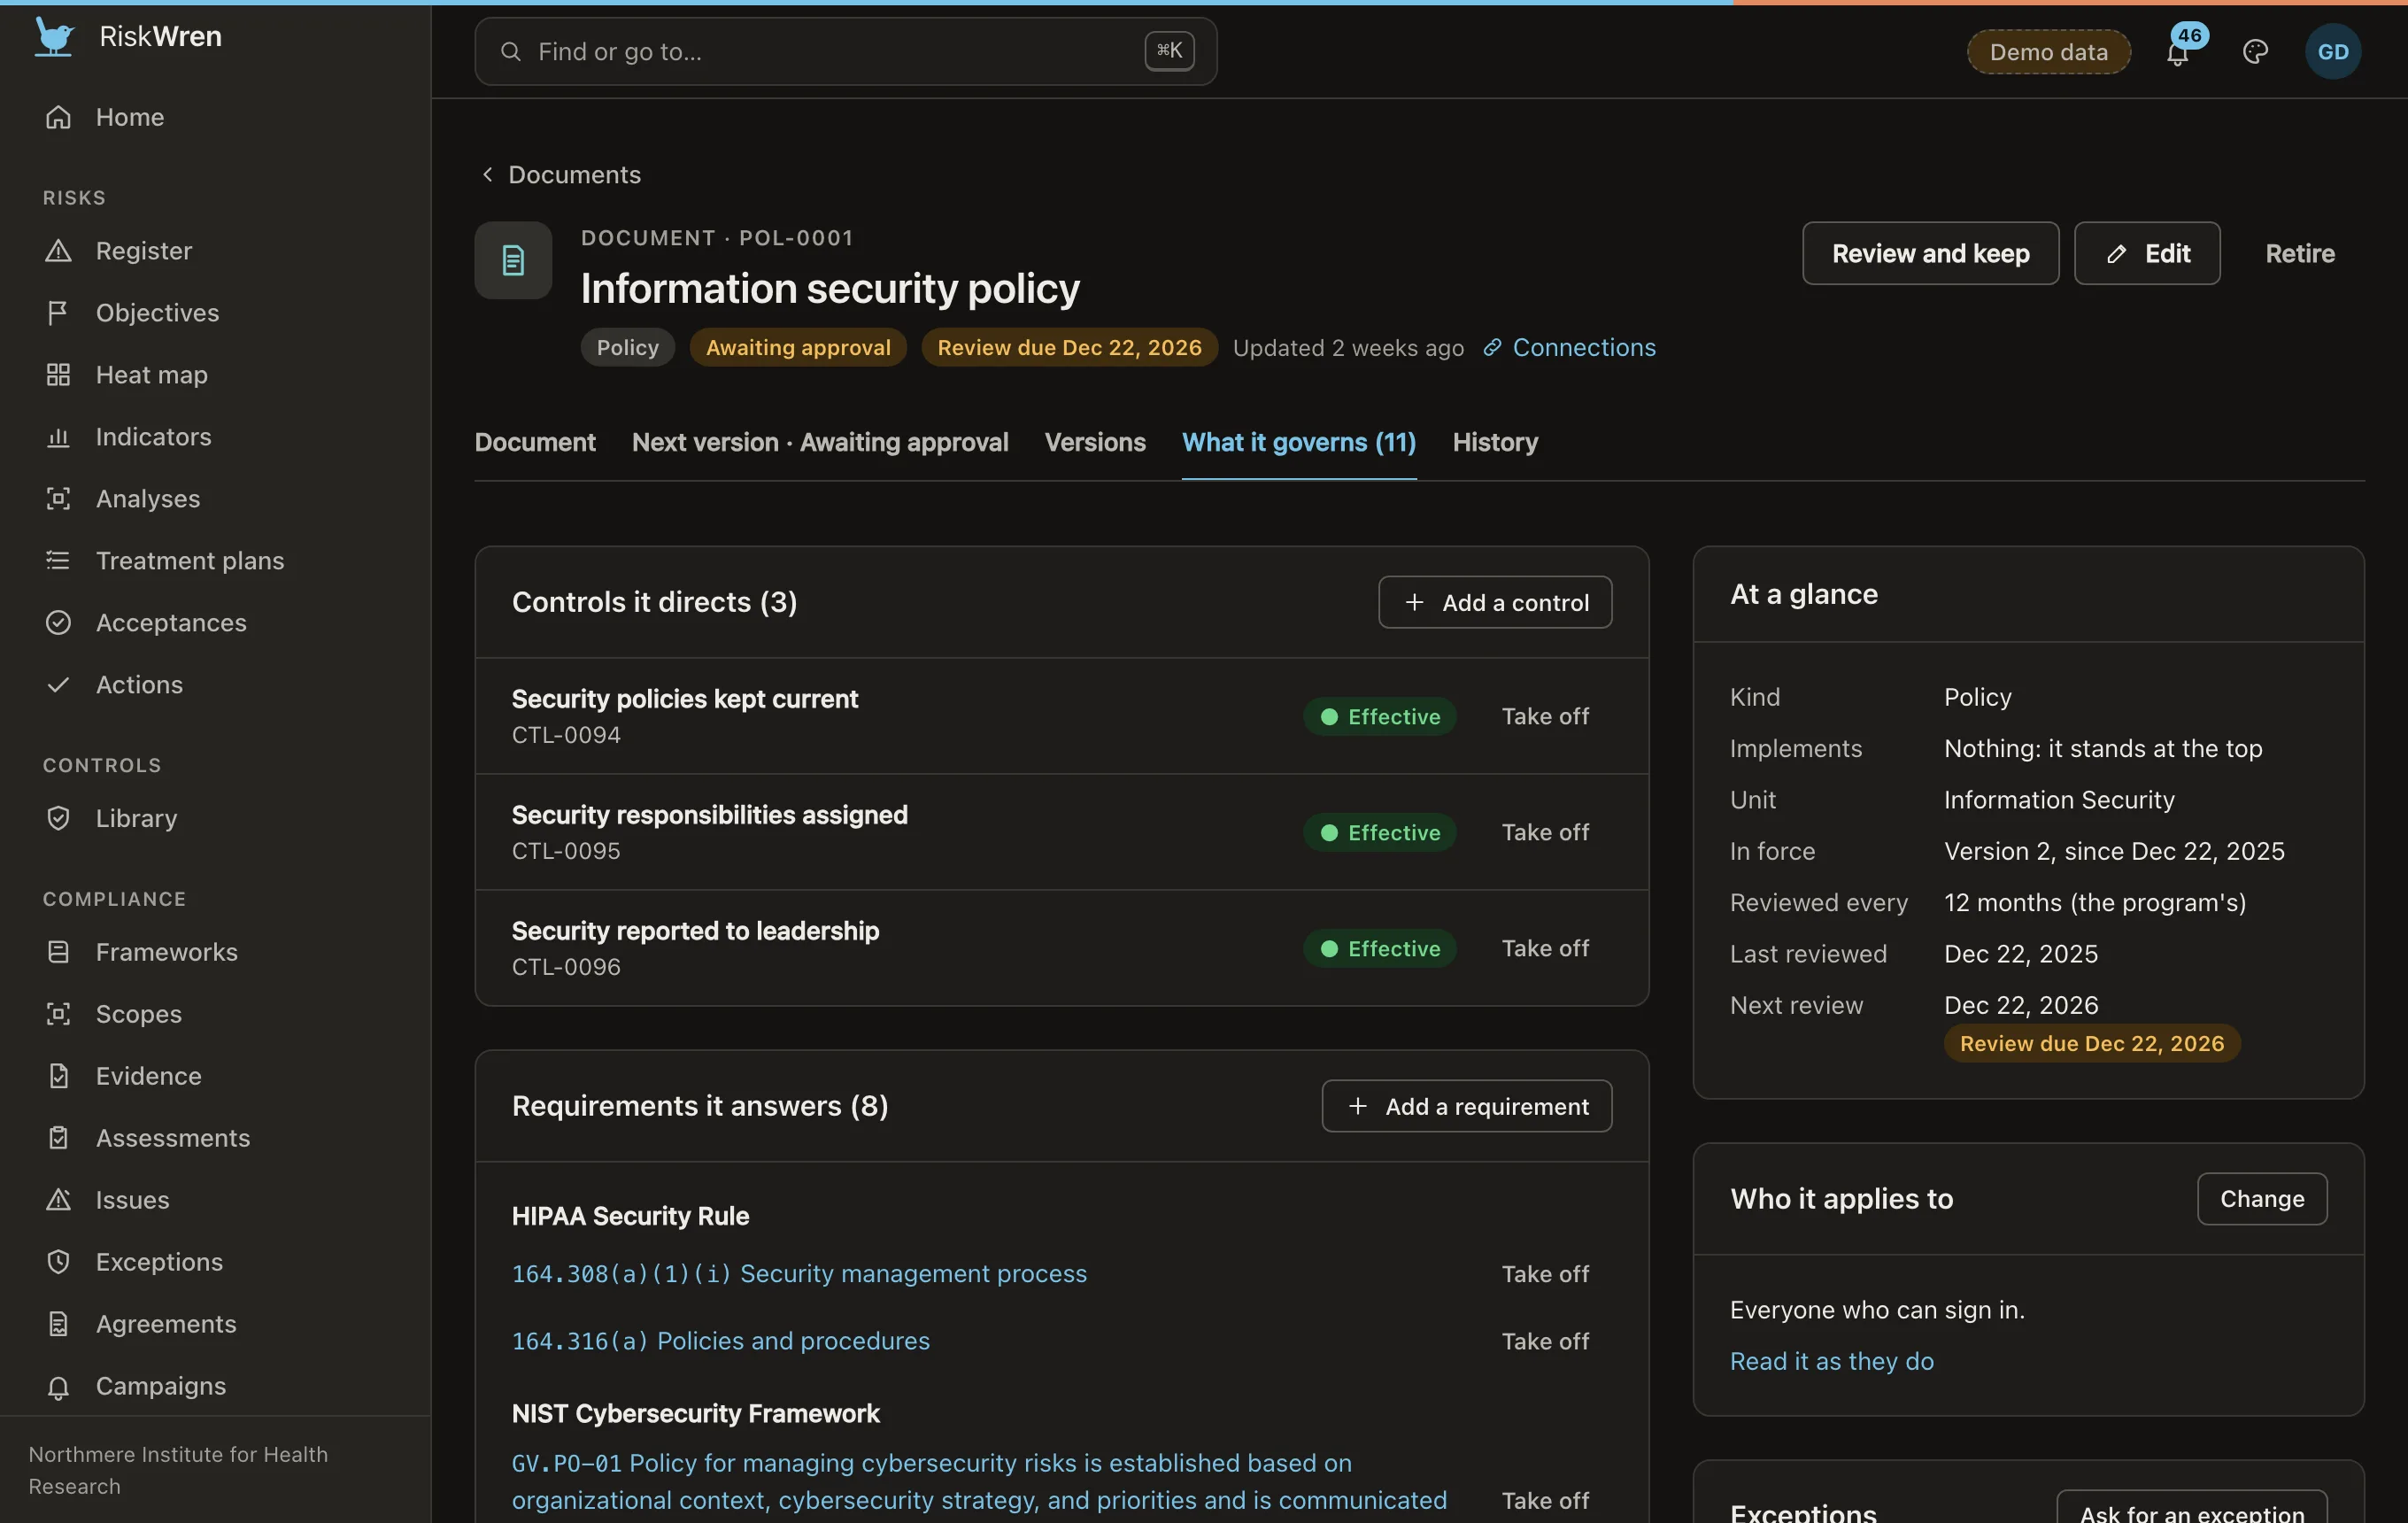 RiskWren
Find or go to...
⌘K
Demo data
46
GD
Home
RISKS
Register
Objectives
Heat map
Indicators
Analyses
Treatment plans
Acceptances
Actions
CONTROLS
Library
COMPLIANCE
Frameworks
Scopes
Evidence
Assessments
Issues
Exceptions
Agreements
Campaigns
Northmere Institute for Health
Research
Documents
DOCUMENT · POL-0001
Information security policy
Review and keep
Edit
Retire
Policy
Awaiting approval
Review due Dec 22, 2026
Updated 2 weeks ago
Connections
Document
Next version · Awaiting approval
Versions
What it governs (11)
History
Controls it directs (3)
Add a control
Security policies kept current
CTL-0094
Effective
Take off
Security responsibilities assigned
CTL-0095
Effective
Take off
Security reported to leadership
CTL-0096
Effective
Take off
Requirements it answers (8)
Add a requirement
HIPAA Security Rule
164.308(a)(1)(i) Security management process
Take off
164.316(a) Policies and procedures
Take off
NIST Cybersecurity Framework
GV.PO-01 Policy for managing cybersecurity risks is established based on
organizational context, cybersecurity strategy, and priorities and is communicated
Take off
At a glance
Kind
Policy
Implements
Nothing: it stands at the top
Unit
Information Security
In force
Version 2, since Dec 22, 2025
Reviewed every
12 months (the program's)
Last reviewed
Dec 22, 2025
Next review
Dec 22, 2026
Review due Dec 22, 2026
Who it applies to
Change
Everyone who can sign in.
Read it as they do
Exceptions
Ask for an exception